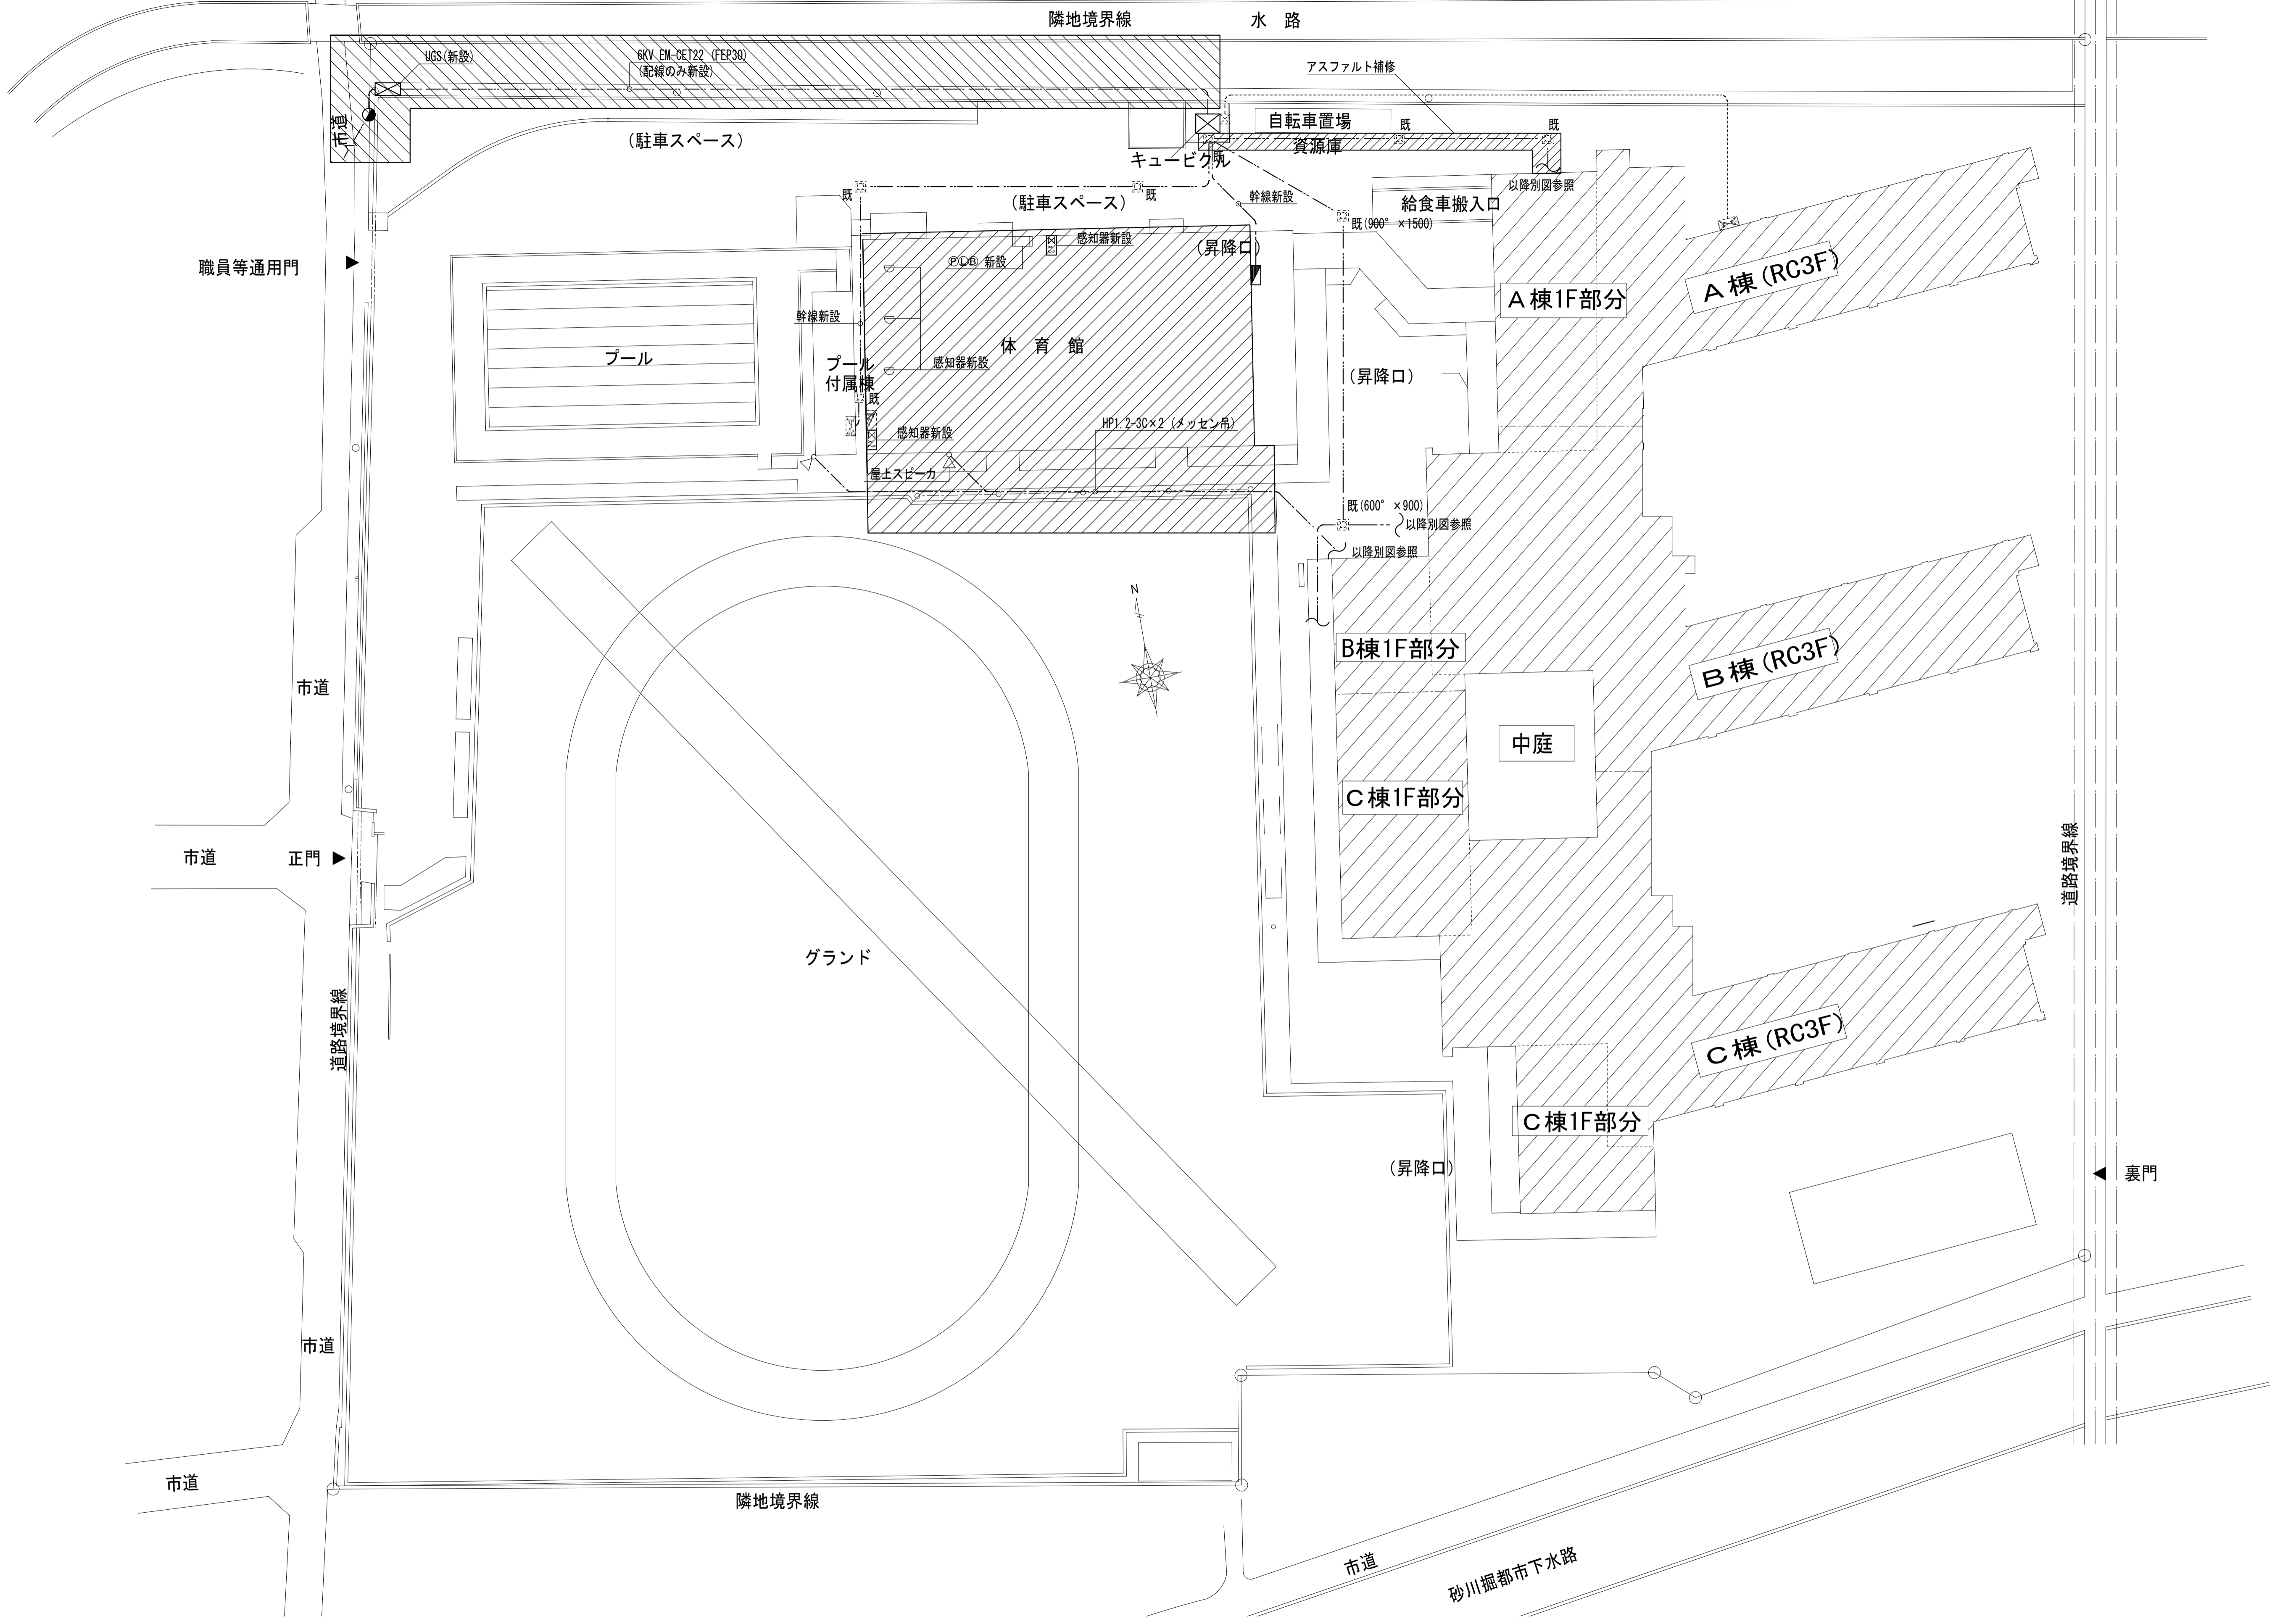 隣地境界線
水　路
UGS(新設)
6KV EM-CET22 (FEP30)
(配線のみ新設)
アスファルト補修
市道
(駐車スペース)
自転車置場
既
既
資源庫
キュービクル
既
以降別図参照
既
(駐車スペース)
既
幹線新設
給食車搬入口
既(900°×1500)
職員等通用門
感知器新設
(昇降口)
ⓅⓁⒷ 新設
A棟(RC3F)
A棟1F部分
幹線新設
体　育　館
プール
プール
付属棟
感知器新設
(昇降口)
既
感知器新設
HP1.2-3C×2 (メッセン吊)
屋上スピーカ
既(600°×900)
以降別図参照
以降別図参照
N
B棟1F部分
B棟(RC3F)
市道
中庭
C棟1F部分
市道
正門
道路境界線
グランド
道路境界線
C棟(RC3F)
C棟1F部分
(昇降口)
裏門
市道
市道
隣地境界線
市道
砂川掘都市下水路